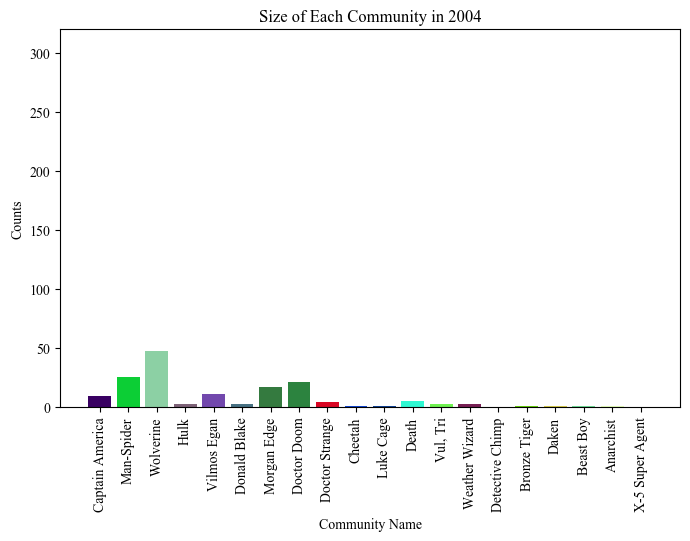 Size of Each Community in 2004
300
250
200
150
100
50
0
Counts
Captain America
Man-Spider
Wolverine
Hulk
Vilmos Egan
Donald Blake
Morgan Edge
Doctor Doom
Doctor Strange
Cheetah
Luke Cage
Death
Vul, Tri
Weather Wizard
Detective Chimp
Bronze Tiger
Daken
Beast Boy
Anarchist
X-5 Super Agent
Community Name